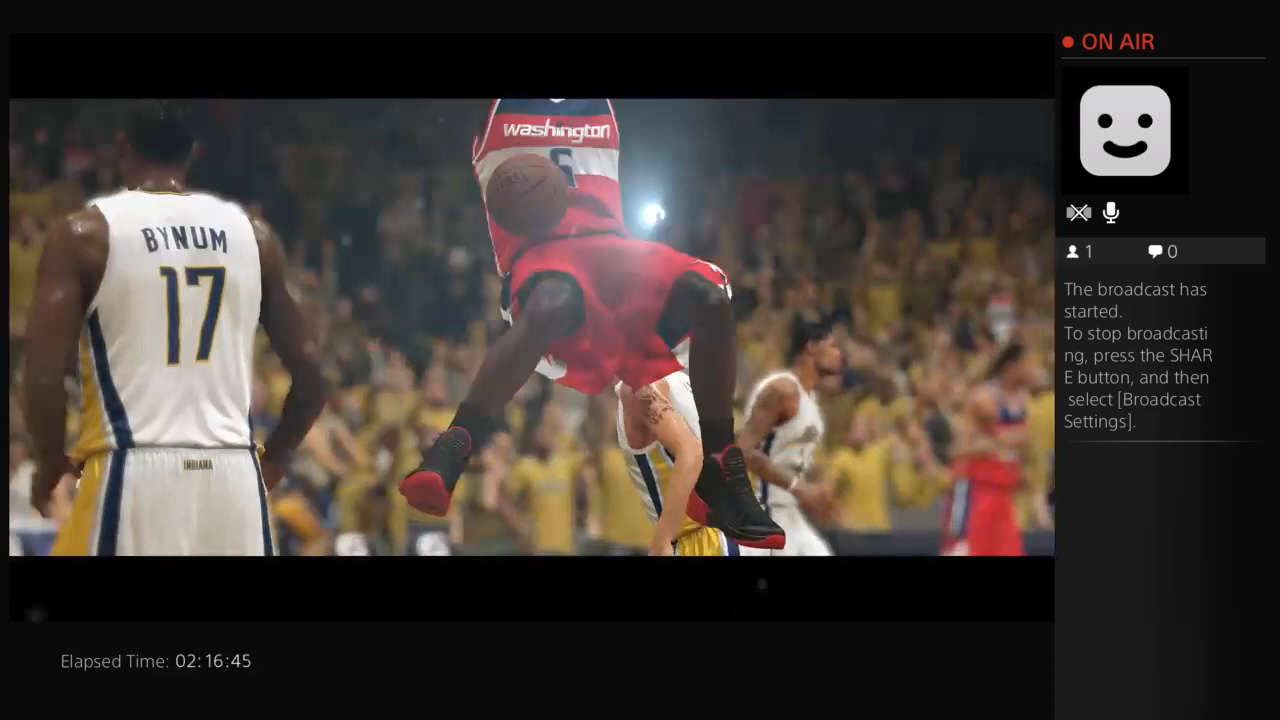 ON AIR
washington
6
BYNUM
17
INDIANA
1
0
The broadcast has
started.
To stop broadcasti
ng, press the SHAR
E button, and then
select [Broadcast
Settings].
Elapsed Time: 02:16:45